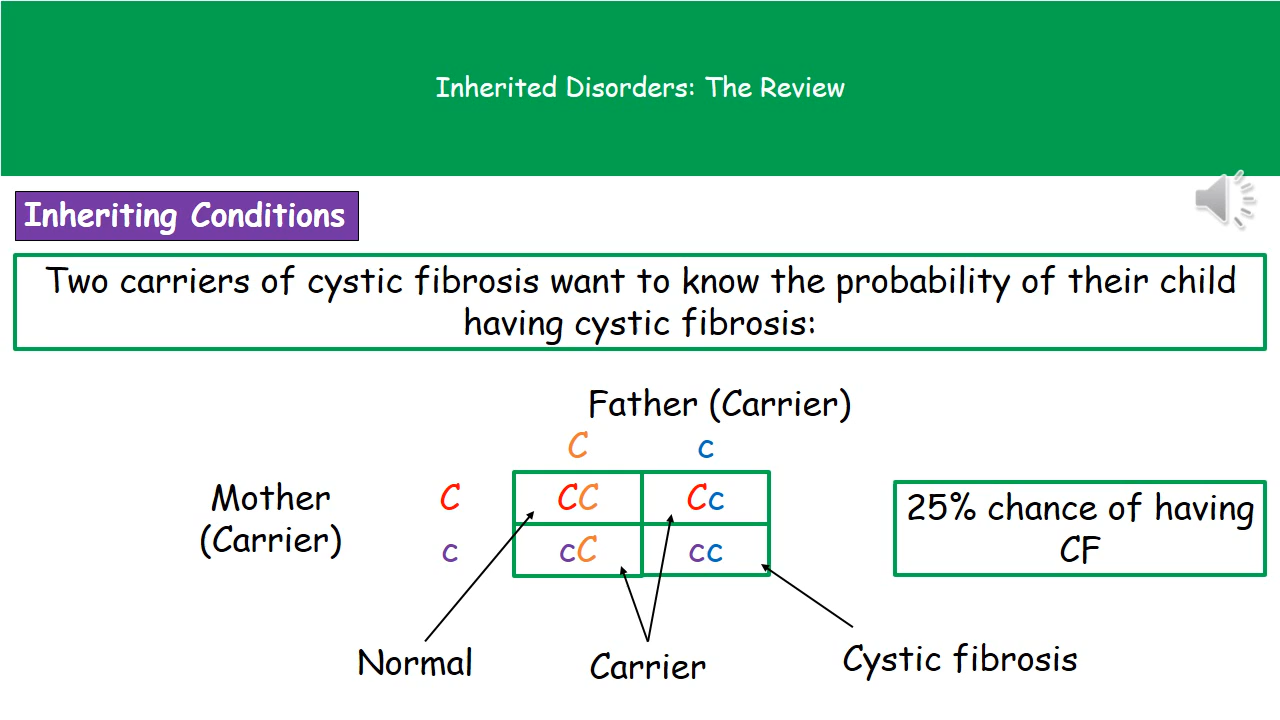 Inherited Disorders: The Review
Inheriting Conditions
Two carriers of cystic fibrosis want to know the probability of their child
having cystic fibrosis:
Father (Carrier)
C c
Mother
(Carrier)
C CC Cc
c cC cc
25% chance of having
CF
Normal
Carrier
Cystic fibrosis